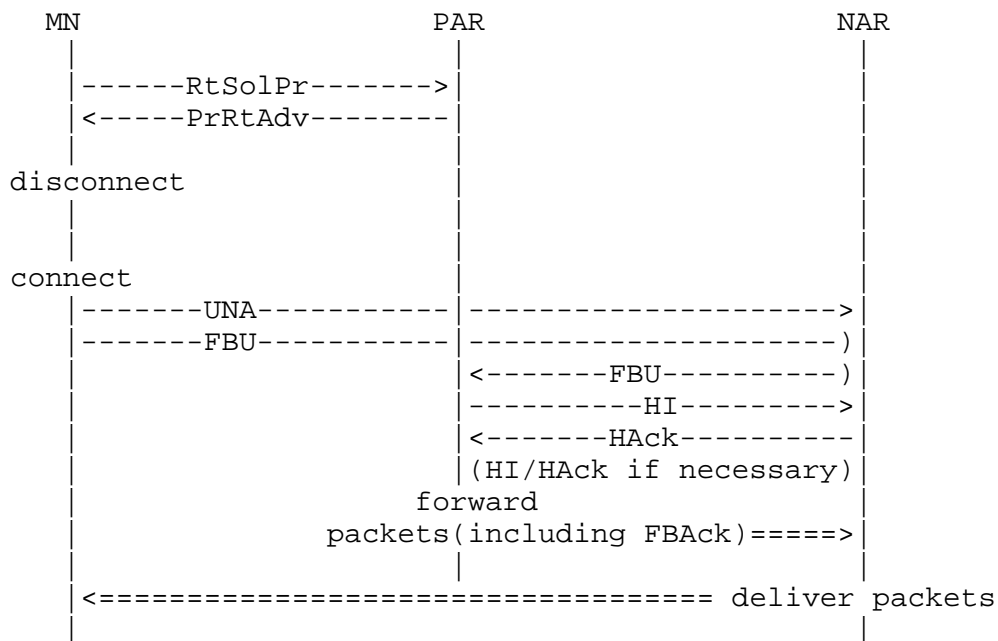 MN PAR NAR
RtSolPr
PrRtAdv
disconnect
connect
UNA
FBU
FBU
HI
HAck
(HI/HAck if necessary)
forward
packets(including FBAck)
deliver packets